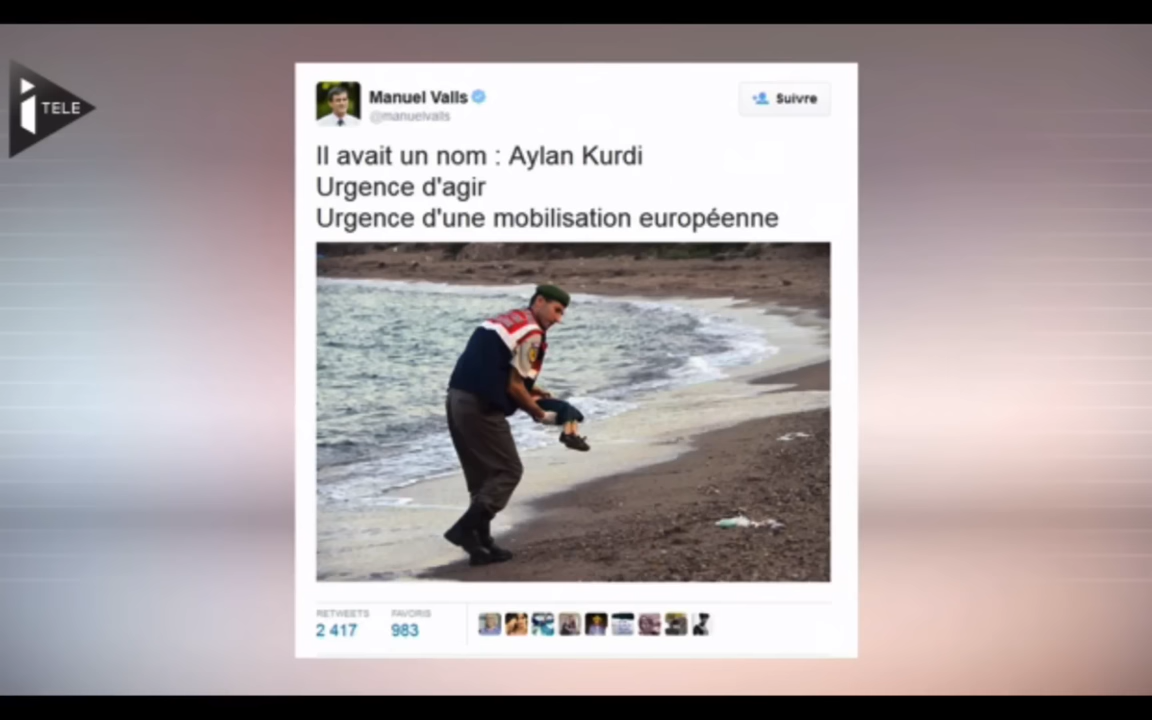 i TELE
Manuel Valls
@manuelvalls
Suivre
Il avait un nom : Aylan Kurdi
Urgence d'agir
Urgence d'une mobilisation européenne
RETWEETS
FAVORIS
2 417
983